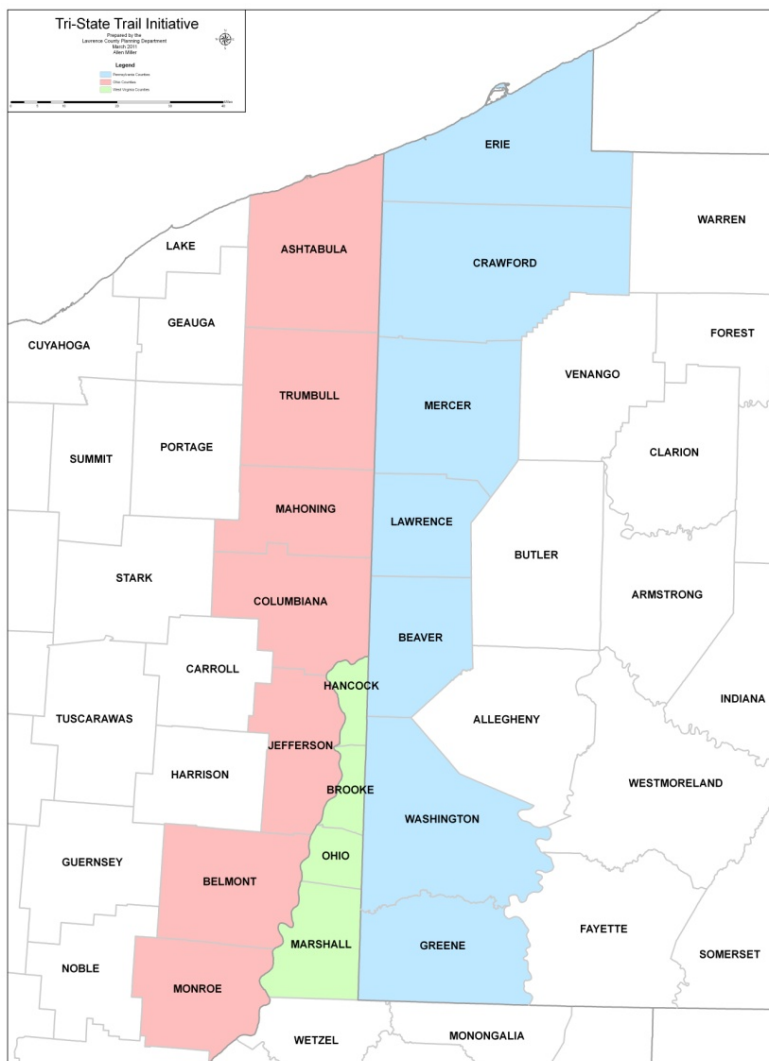 Tri-State Trail Initiative
Prepared by the
Lawrence County Planning Department
March 2011
Allen Miller
Legend
Pennsylvania Counties
Ohio Counties
West Virginia Counties
ERIE
WARREN
LAKE
ASHTABULA
CRAWFORD
GEAUGA
FOREST
CUYAHOGA
VENANGO
TRUMBULL
MERCER
PORTAGE
CLARION
SUMMIT
MAHONING
LAWRENCE
BUTLER
STARK
ARMSTRONG
COLUMBIANA
BEAVER
CARROLL
HANCOCK
INDIANA
TUSCARAWAS
ALLEGHENY
JEFFERSON
HARRISON
WESTMORELAND
BROOKE
WASHINGTON
GUERNSEY
OHIO
BELMONT
FAYETTE
MARSHALL
GREENE
SOMERSET
NOBLE
MONROE
WETZEL
MONONGALIA